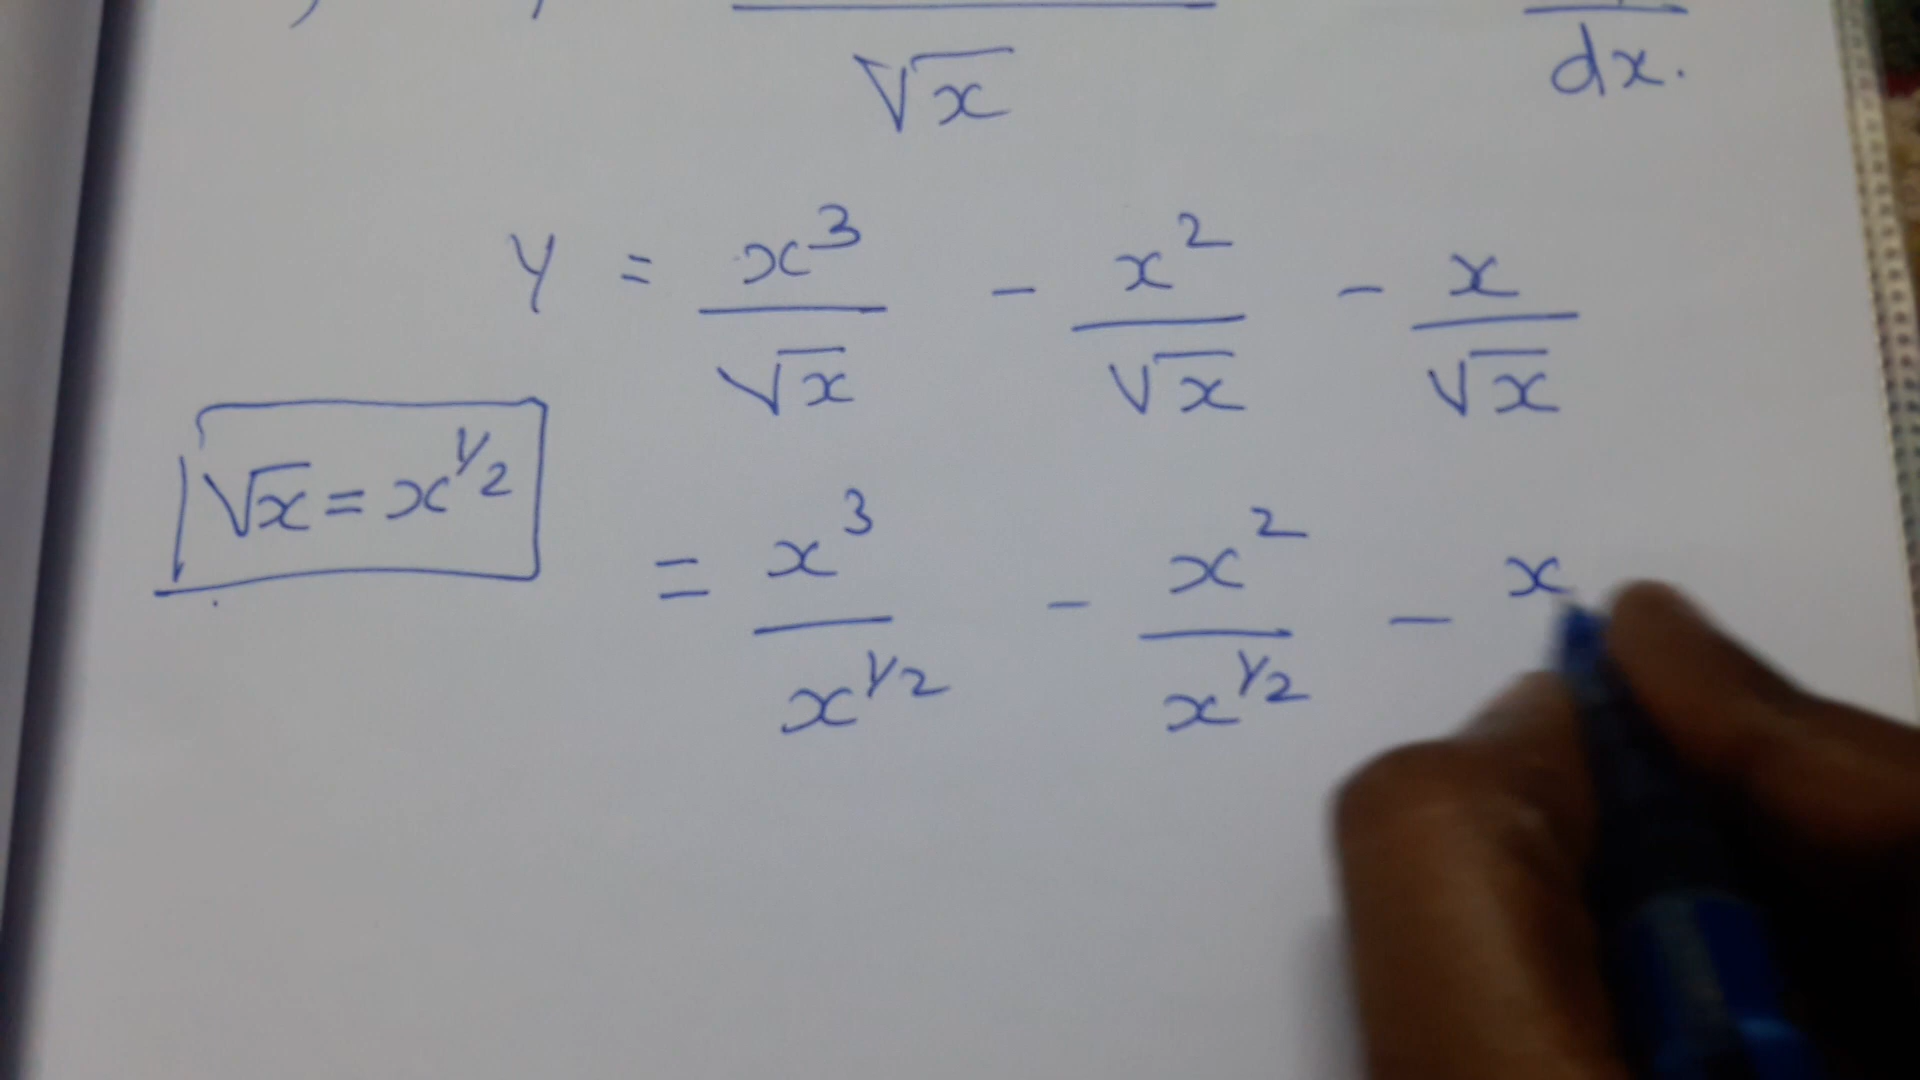 √x dx.
y = x³/√x - x²/√x - x/√x
√x = x^1/2
= x³/x^1/2 - x²/x^1/2 - x